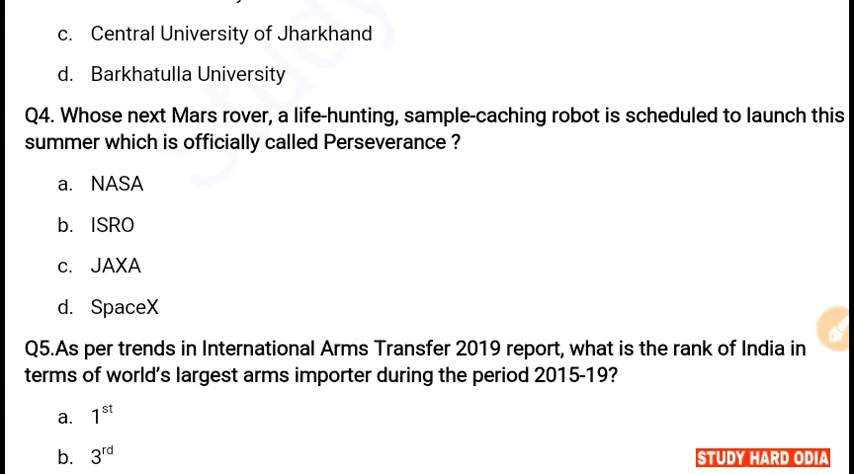 c. Central University of Jharkhand
d. Barkhatulla University
Q4. Whose next Mars rover, a life-hunting, sample-caching robot is scheduled to launch this
summer which is officially called Perseverance ?
a. NASA
b. ISRO
c. JAXA
d. SpaceX
Q5.As per trends in International Arms Transfer 2019 report, what is the rank of India in
terms of world's largest arms importer during the period 2015-19?
a. 1st
b. 3rd
STUDY HARD ODIA